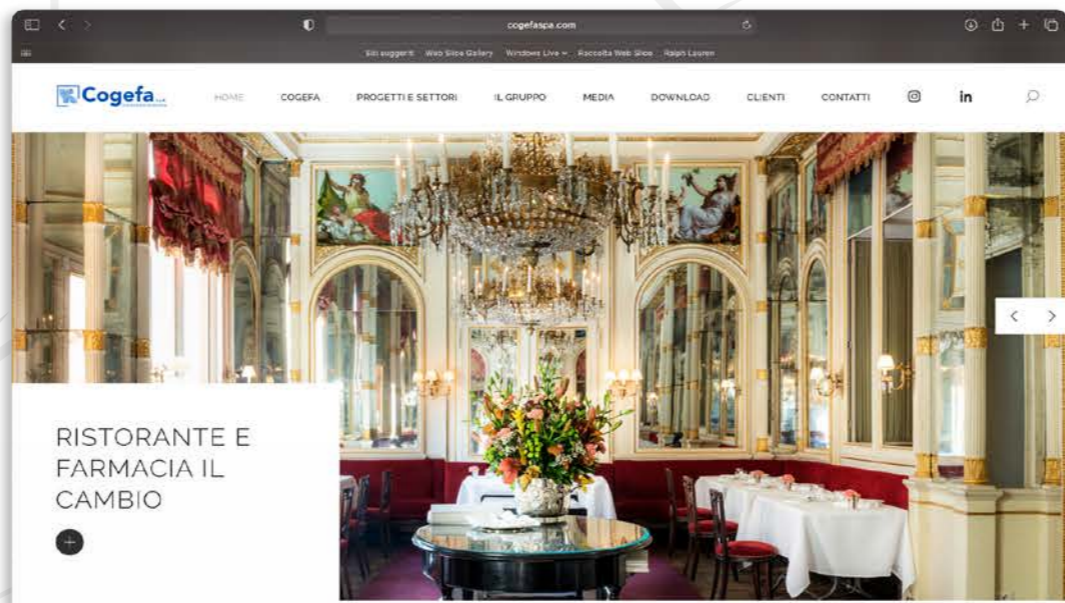 cogefaspa.com
Siti suggeriti Web Slice Gallery Windows Live Raccolta Web Slice Ralph Lauren
Cogefa
HOME COGEFA PROGETTI E SETTORI IL GRUPPO MEDIA DOWNLOAD CLIENTI CONTATTI in
RISTORANTE E
FARMACIA IL
CAMBIO